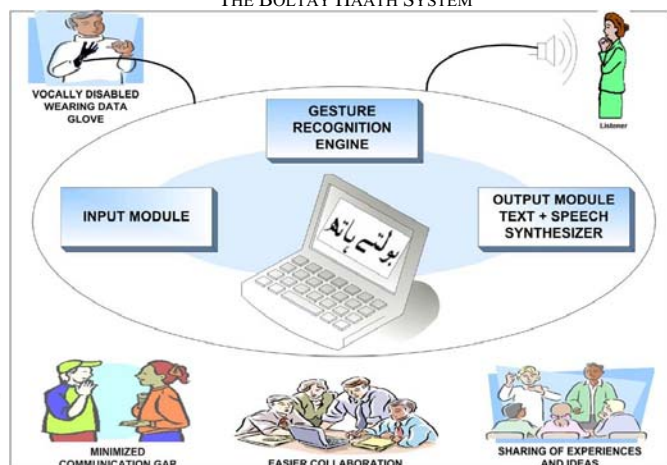 THE BOLTAY HAATH SYSTEM
VOCALLY DISABLED
WEARING DATA
GLOVE
Listener
GESTURE
RECOGNITION
ENGINE
INPUT MODULE
OUTPUT MODULE
TEXT + SPEECH
SYNTHESIZER
بولتے ہاتھ
MINIMIZED
COMMUNICATION GAP
EASIER COLLABORATION
SHARING OF EXPERIENCES
AND IDEAS